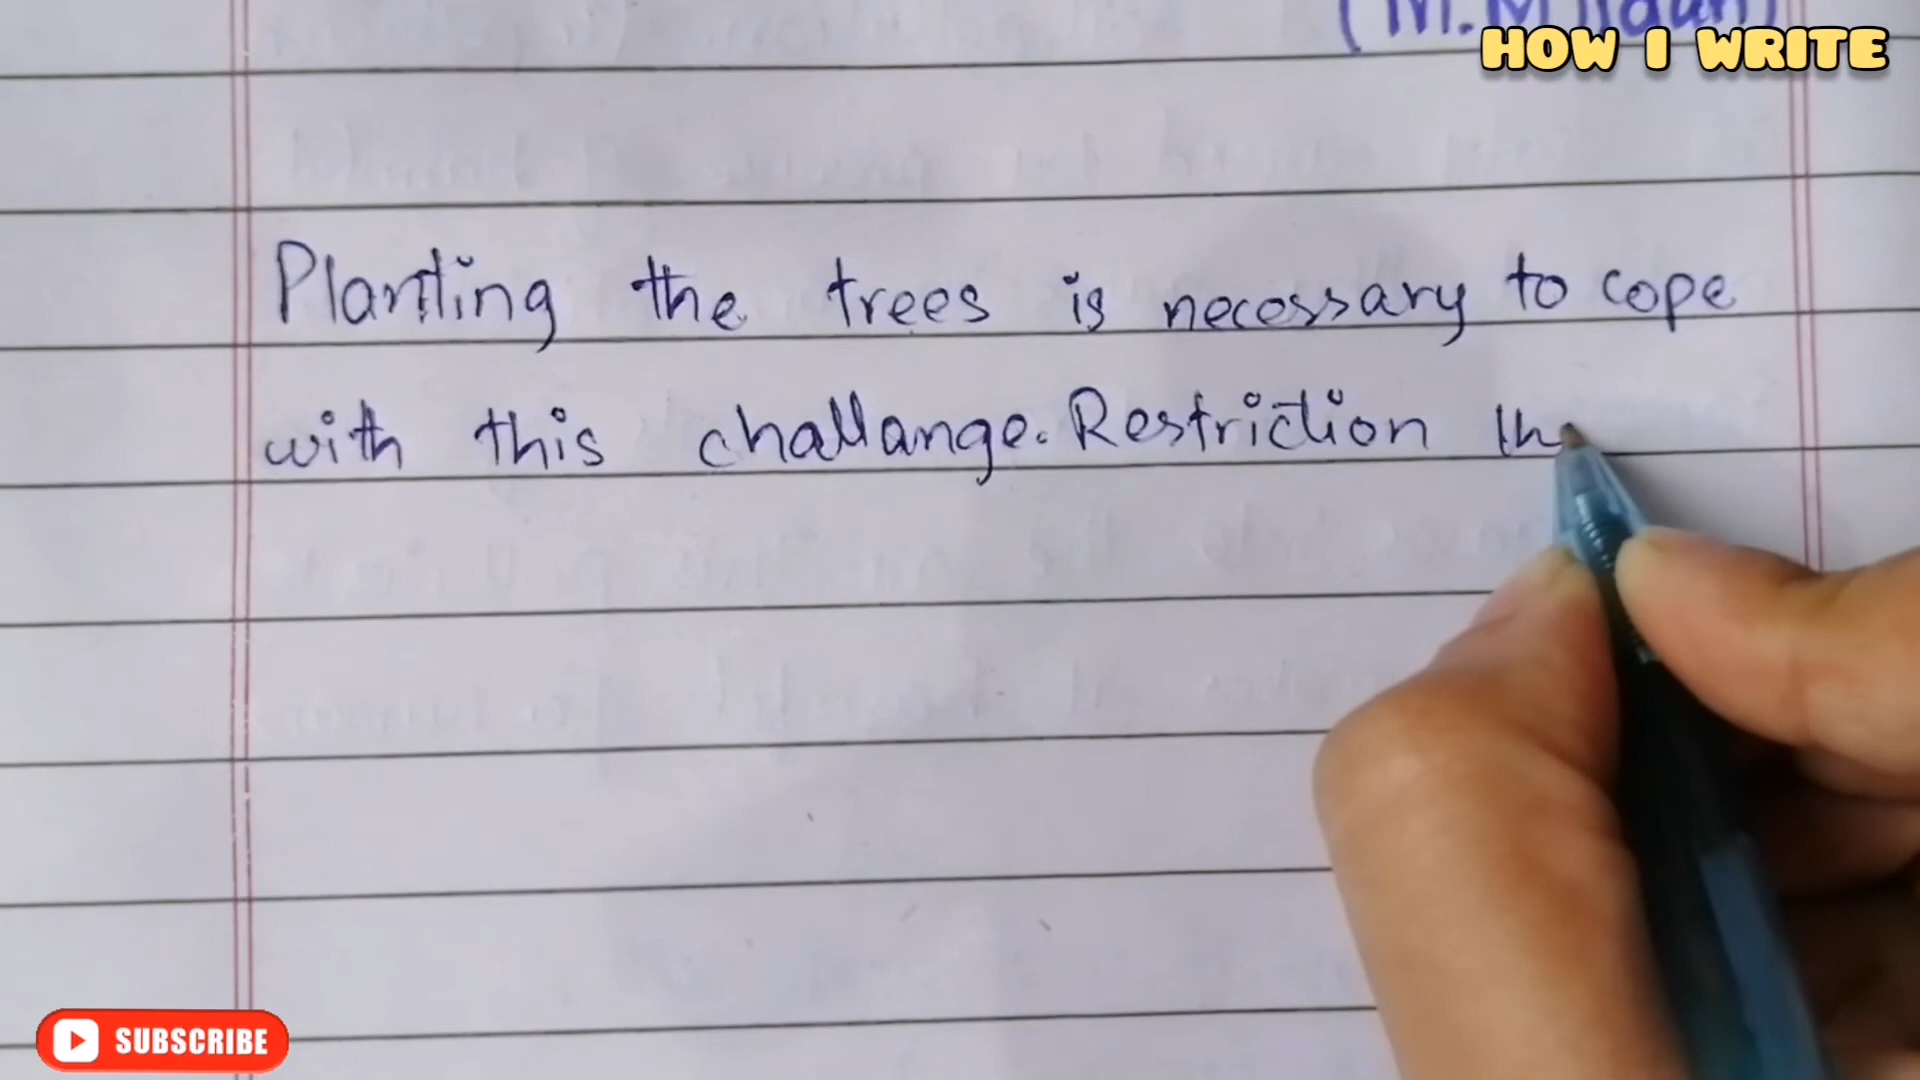 HOW I WRITE
Planting the trees is necessary to cope
with this challange. Restriction
SUBSCRIBE